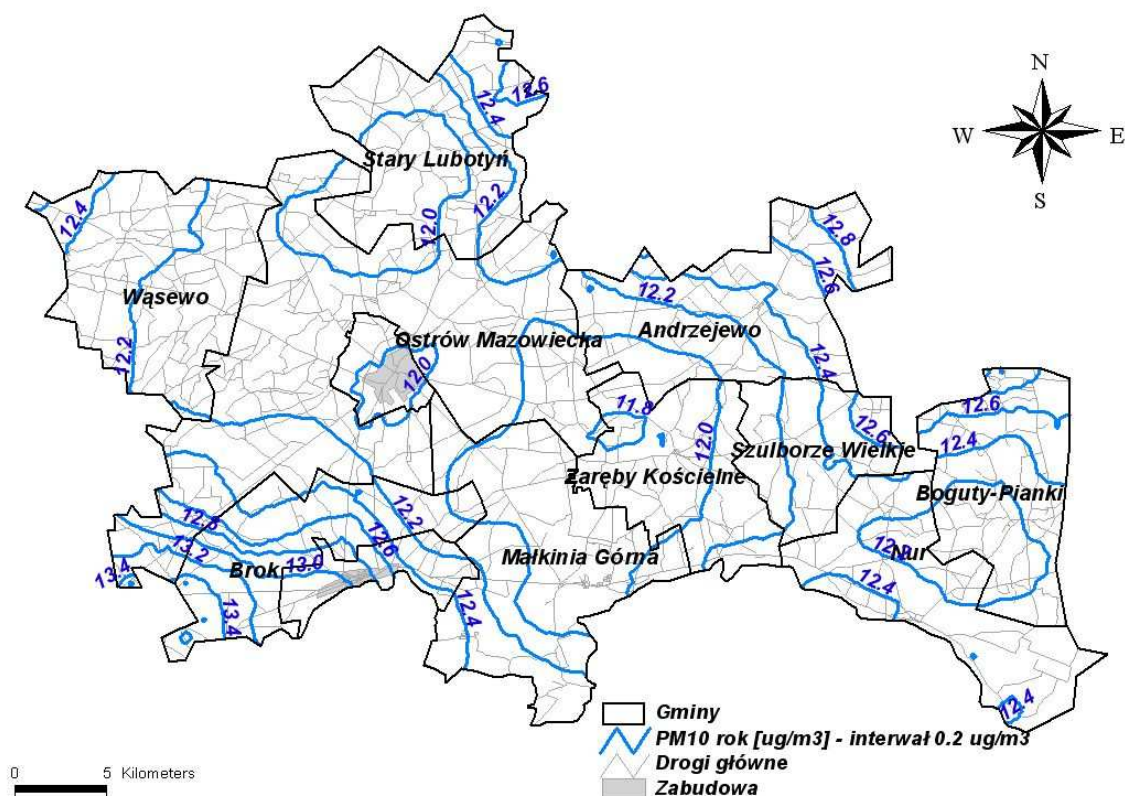 12.6
12.4
N
W E
S
Stary Lubotyń
12.4
12.2
12.0
12.8
12.6
Wąsewo
12.2
Andrzejewo
Ostrów Mazowiecka
12.2
12.0
12.4
11.8
12.6
12.0
12.4
12.6
Szulborze Wielkie
Zaręby Kościelne
Boguty-Pianki
12.2
13.2
12.6
Nur
Małkinia Górna
13.0
Brok
13.4
12.4
12.4
13.4
12.4
Gminy
PM10 rok [ug/m3] - interwał 0.2 ug/m3
Drogi główne
Zabudowa
0 5 Kilometers